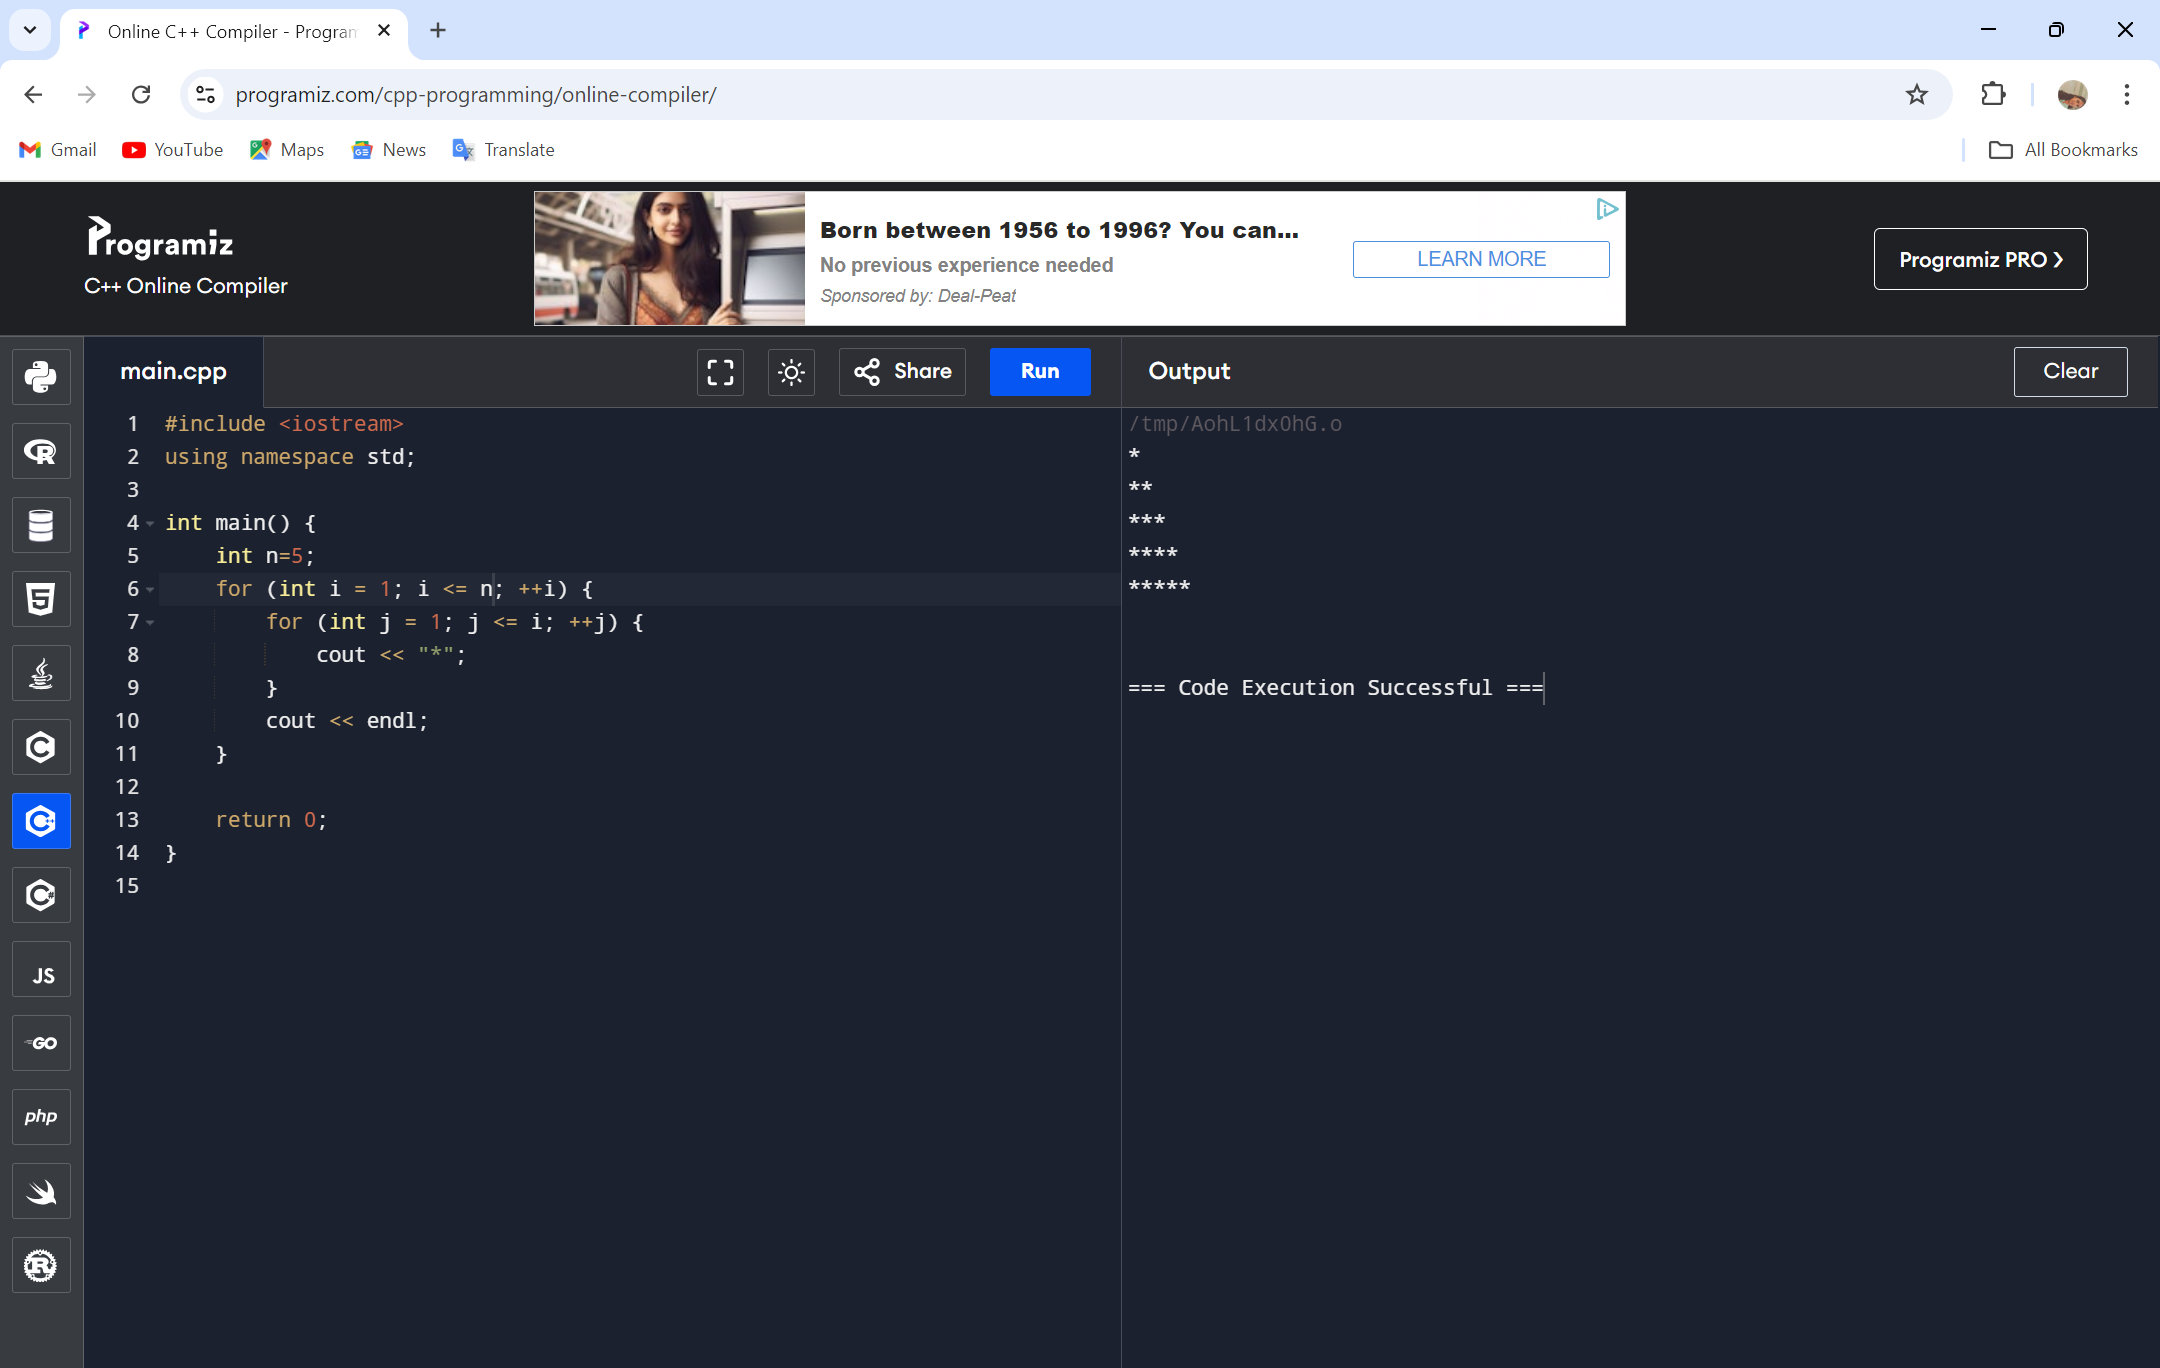 Online C++ Compiler - Program
programiz.com/cpp-programming/online-compiler/
Gmail YouTube Maps News Translate All Bookmarks
Programiz
C++ Online Compiler
Born between 1956 to 1996? You can...
No previous experience needed
Sponsored by: Deal-Peat
LEARN MORE
Programiz PRO ❯
main.cpp Share Run
1 #include <iostream>
2 using namespace std;
3
4 int main() {
5     int n=5;
6     for (int i = 1; i <= n; ++i) {
7         for (int j = 1; j <= i; ++j) {
8             cout << "*";
9         }
10         cout << endl;
11     }
12
13     return 0;
14 }
15
Output Clear
/tmp/AohL1dxOhG.o
*
**
***
****
*****
=== Code Execution Successful ===
JS
GO
php